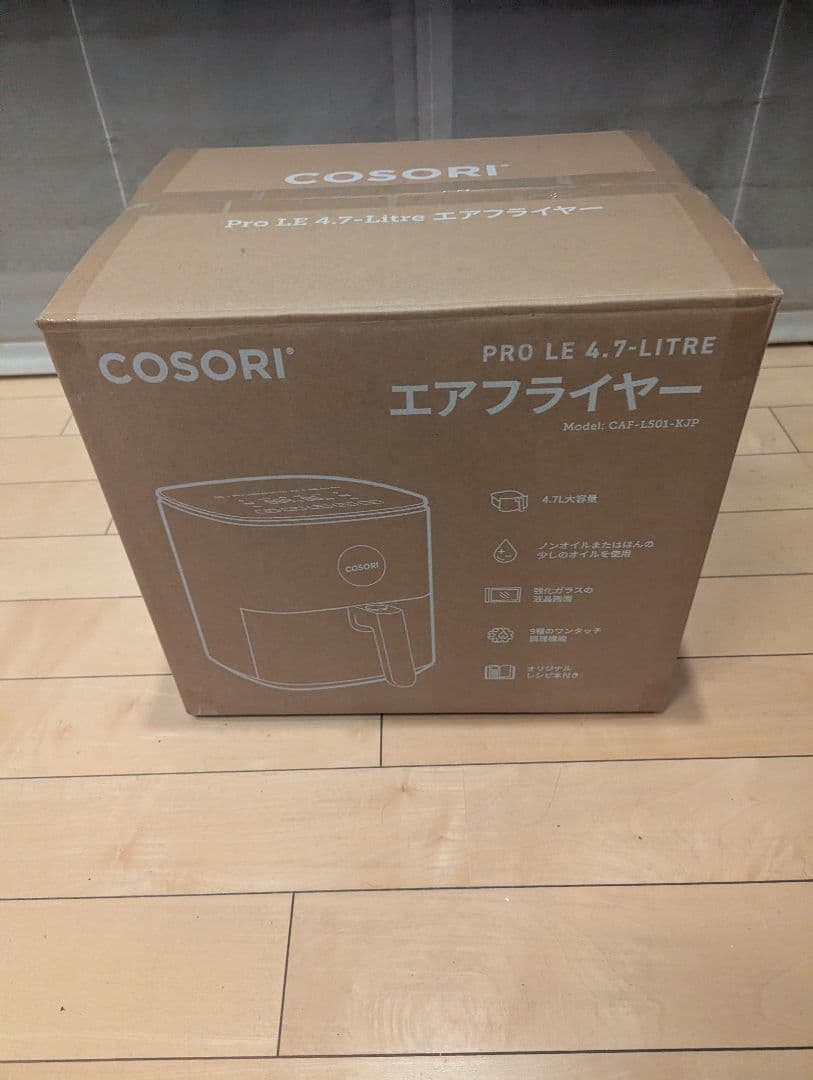 COSORI
Pro LE 4.7-Litre エアフライヤー
COSORI®
PRO LE 4.7-LITRE
エアフライヤー
Model: CAF-L501-KJP
4.7L大容量
ノンオイルまたはほんの
少しのオイルを使用
強化ガラスの
液晶画面
9種のワンタッチ
調理機能
オリジナル
レシピ本付き
COSORI